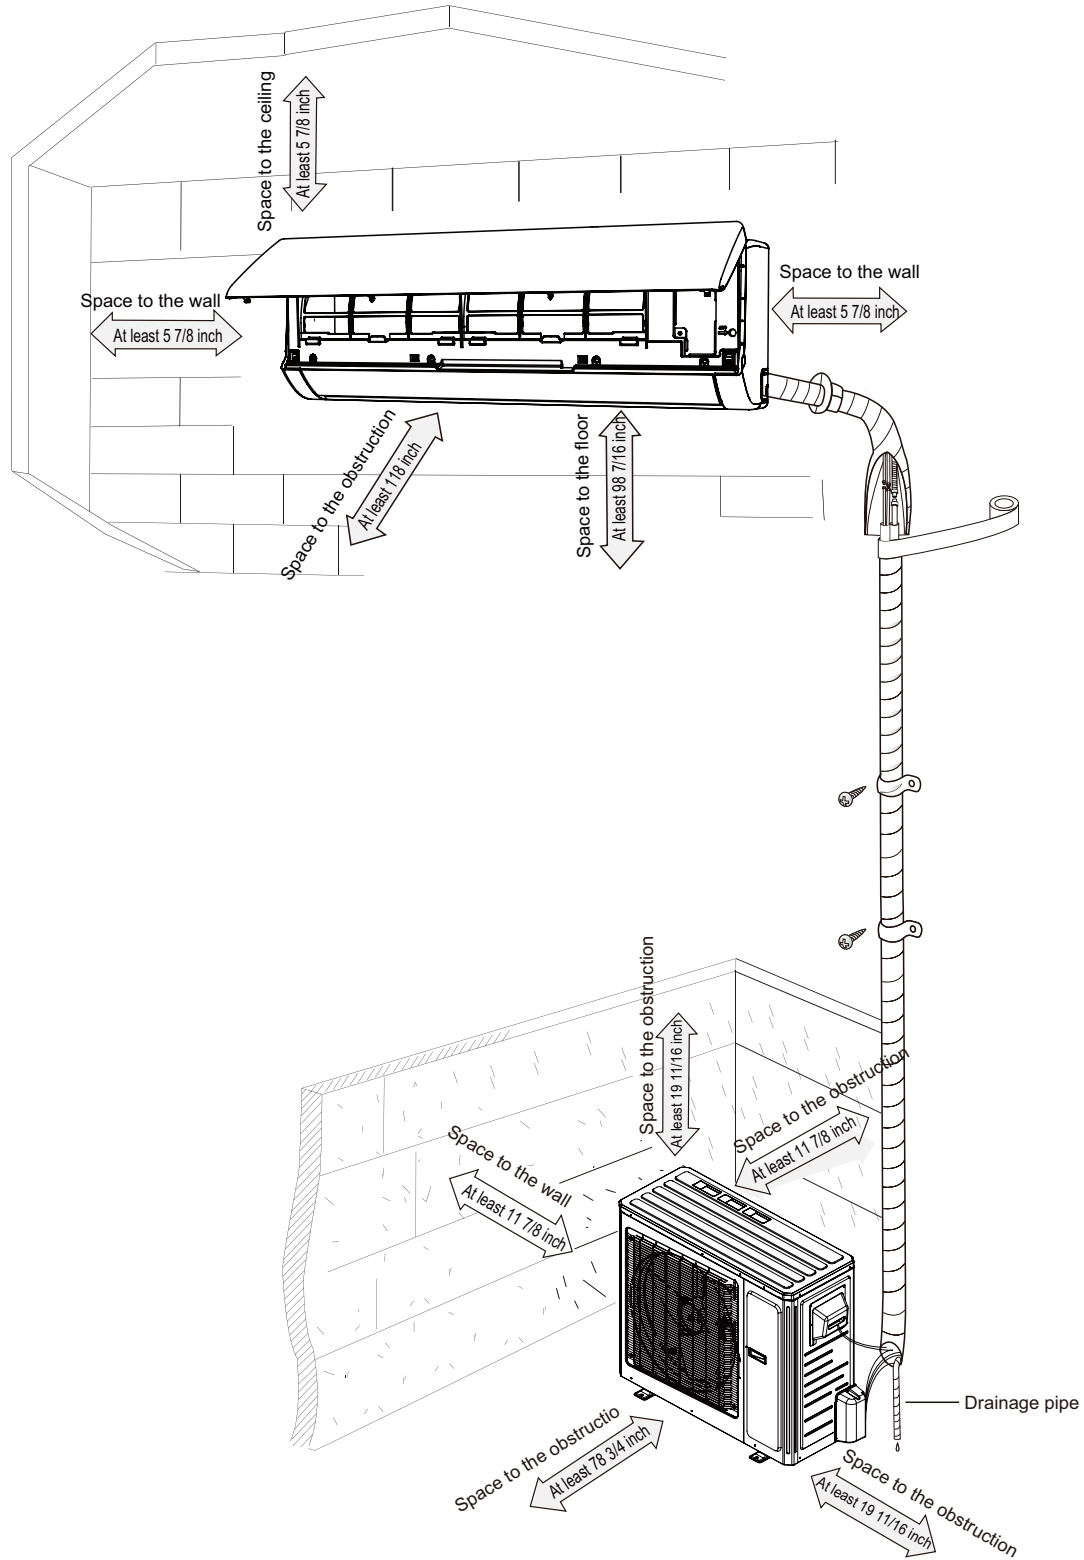 Space to the ceiling
At least 5 7/8 inch
Space to the wall
At least 5 7/8 inch
Space to the wall
At least 5 7/8 inch
Space to the obstruction
At least 118 inch
Space to the floor
At least 98 7/16 inch
Space to the obstruction
At least 19 11/16 inch
Space to the obstruction
At least 11 7/8 inch
Space to the wall
At least 11 7/8 inch
Drainage pipe
Space to the obstructio
At least 78 3/4 inch
Space to the obstruction
At least 19 11/16 inch